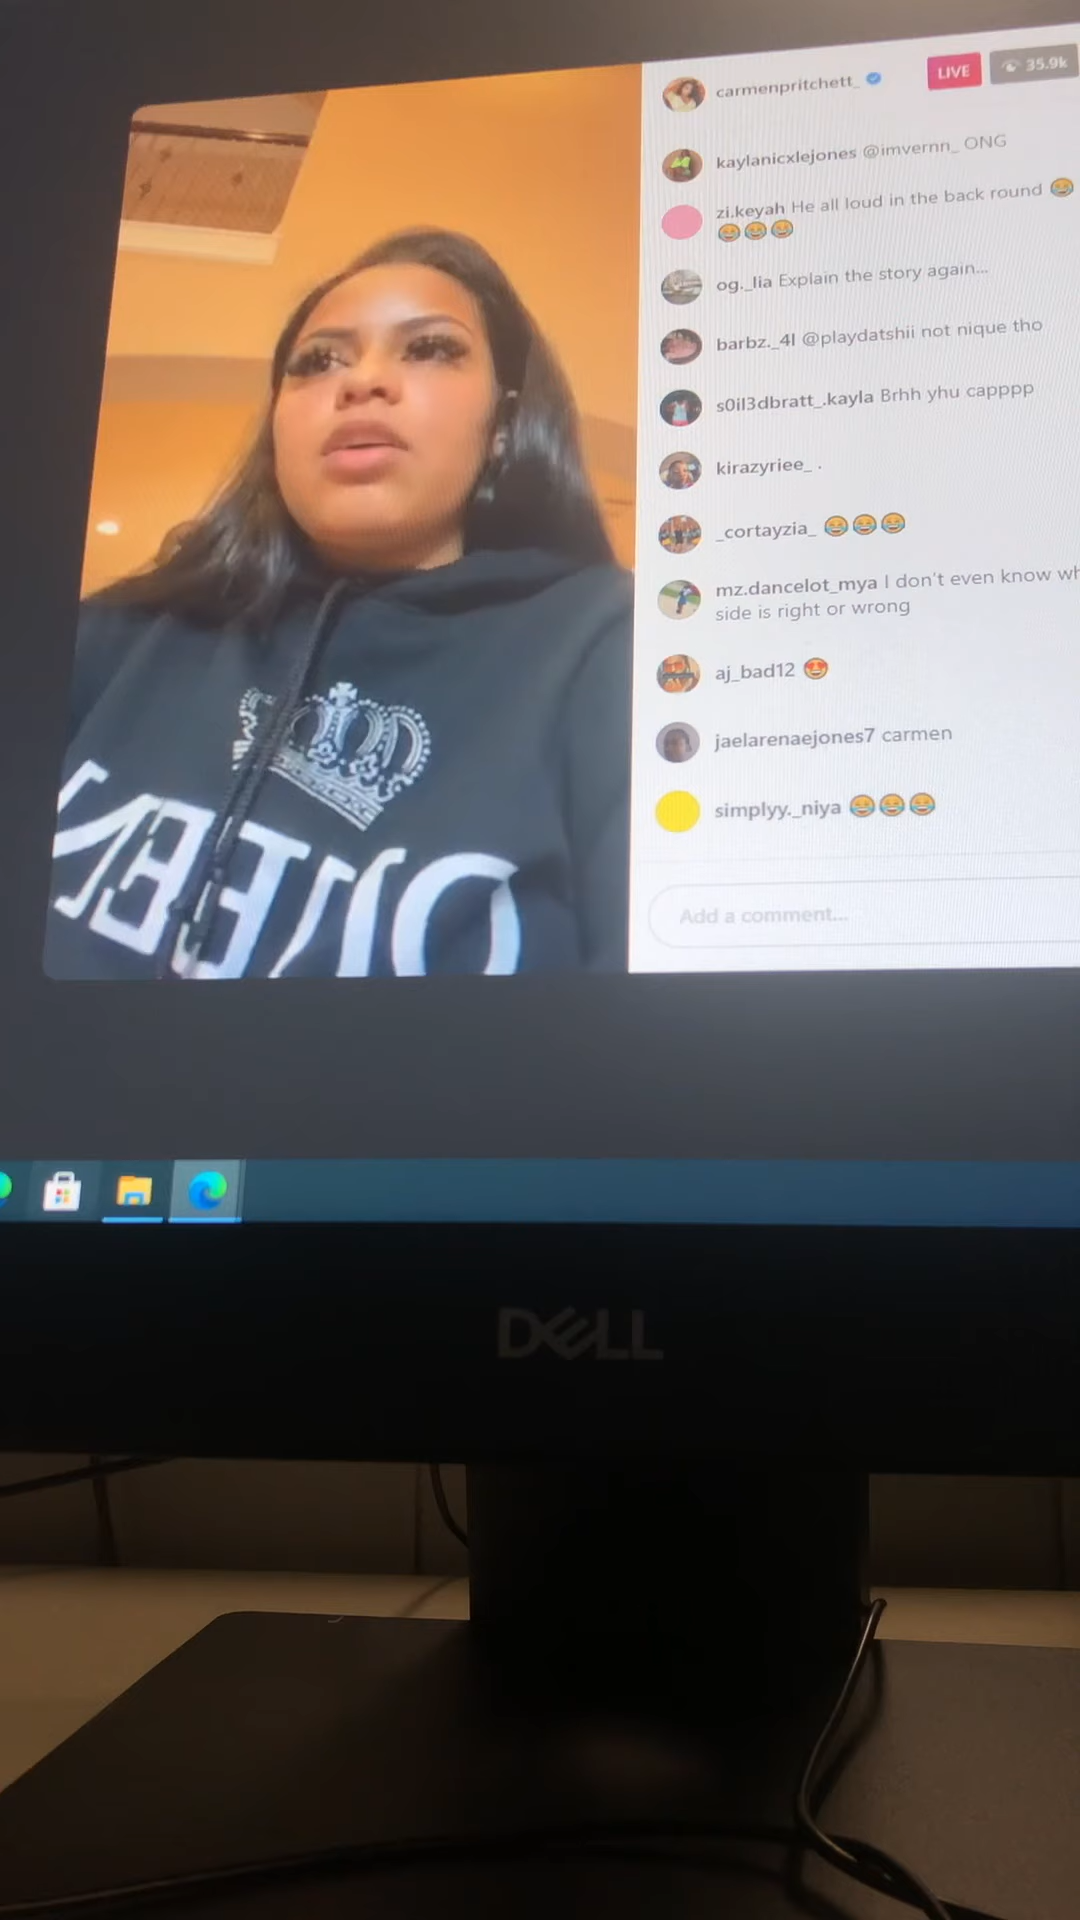 carmenpritchett_
LIVE
35.9k
kaylanicxlejones @imvernn_ ONG
zi.keyah He all loud in the back round 😂
😂😂😂
og._lia Explain the story again...
barbz._4l @playdatshii not nique tho
s0il3dbratt_.kayla Brhh yhu capppp
kirazyriee_ .
_cortayzia_ 😂😂😂
mz.dancelot_mya I don't even know wh
side is right or wrong
aj_bad12 😍
jaelarenaejones7 carmen
simplyy._niya 😂😂😂
Add a comment...
QUEEN
DELL